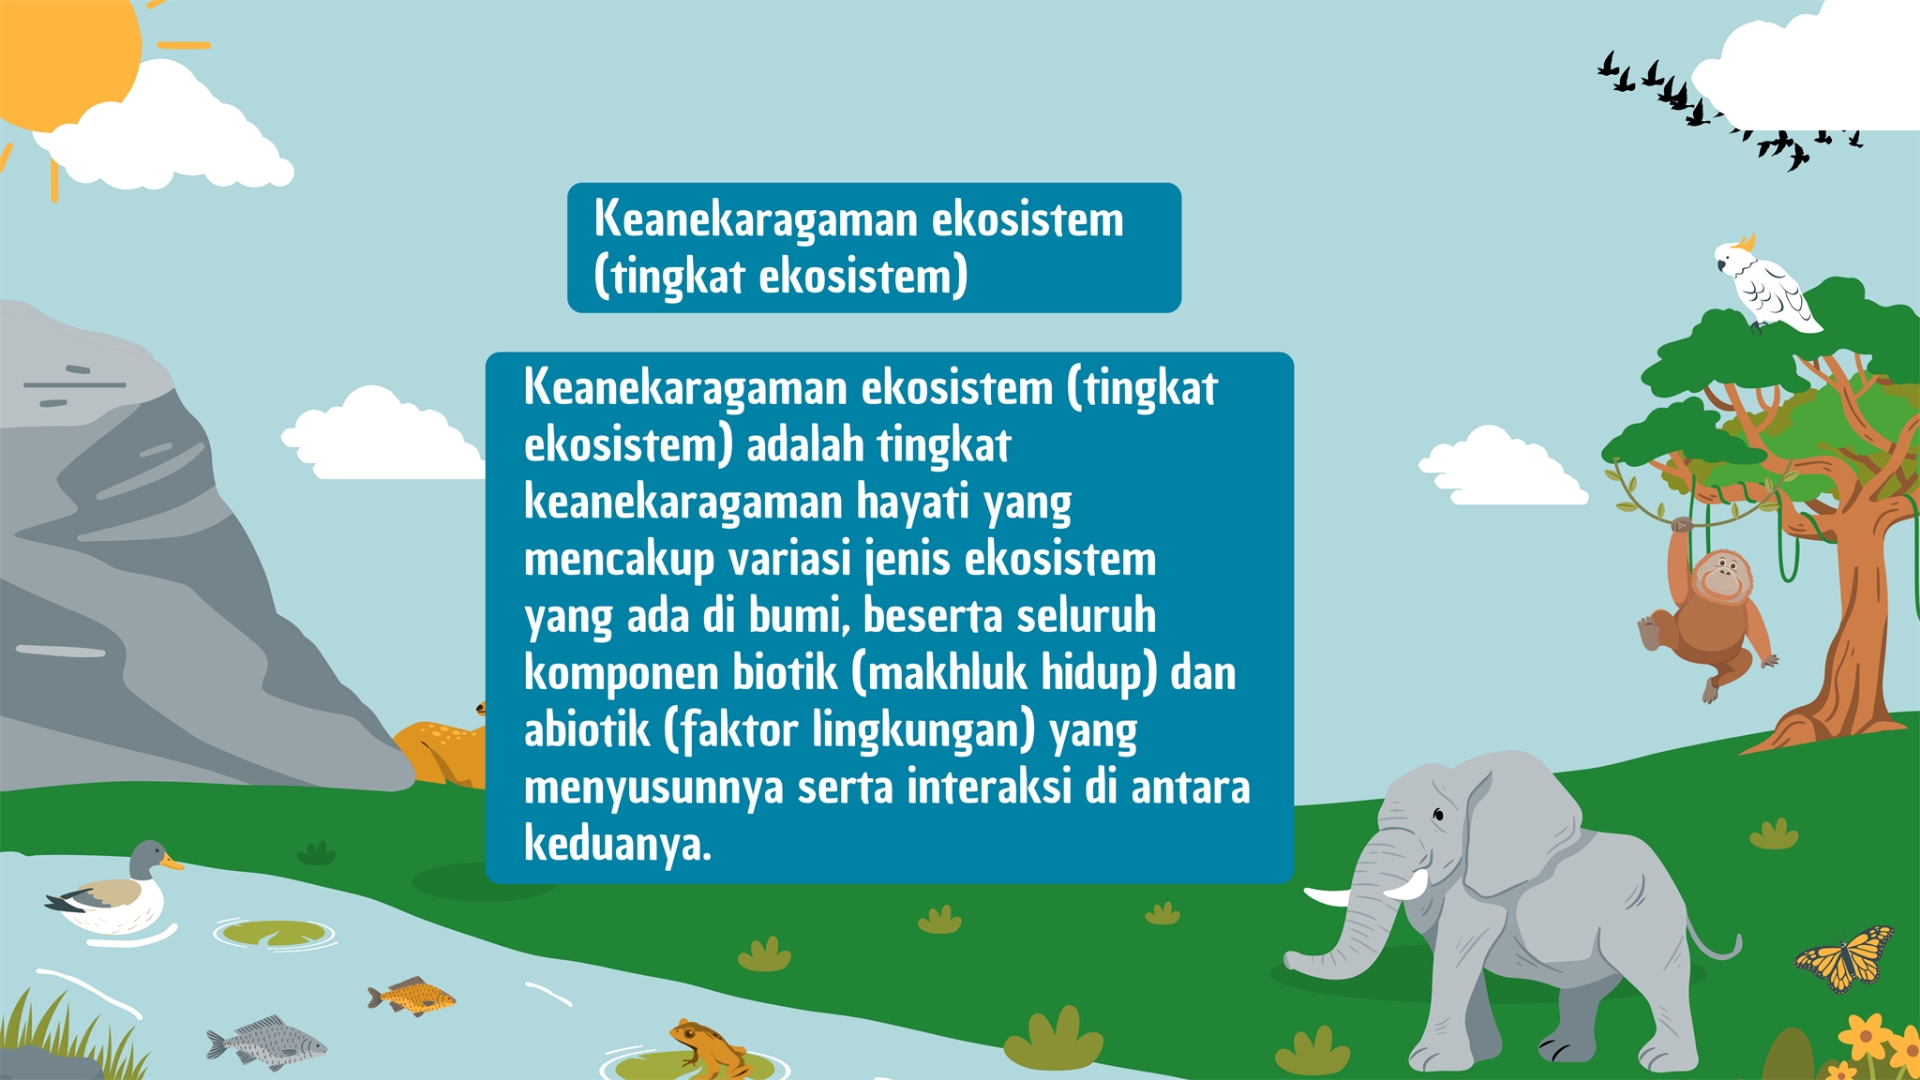 Keanekaragaman ekosistem
(tingkat ekosistem)
Keanekaragaman ekosistem (tingkat
ekosistem) adalah tingkat
keanekaragaman hayati yang
mencakup variasi jenis ekosistem
yang ada di bumi, beserta seluruh
komponen biotik (makhluk hidup) dan
abiotik (faktor lingkungan) yang
menyusunnya serta interaksi di antara
keduanya.